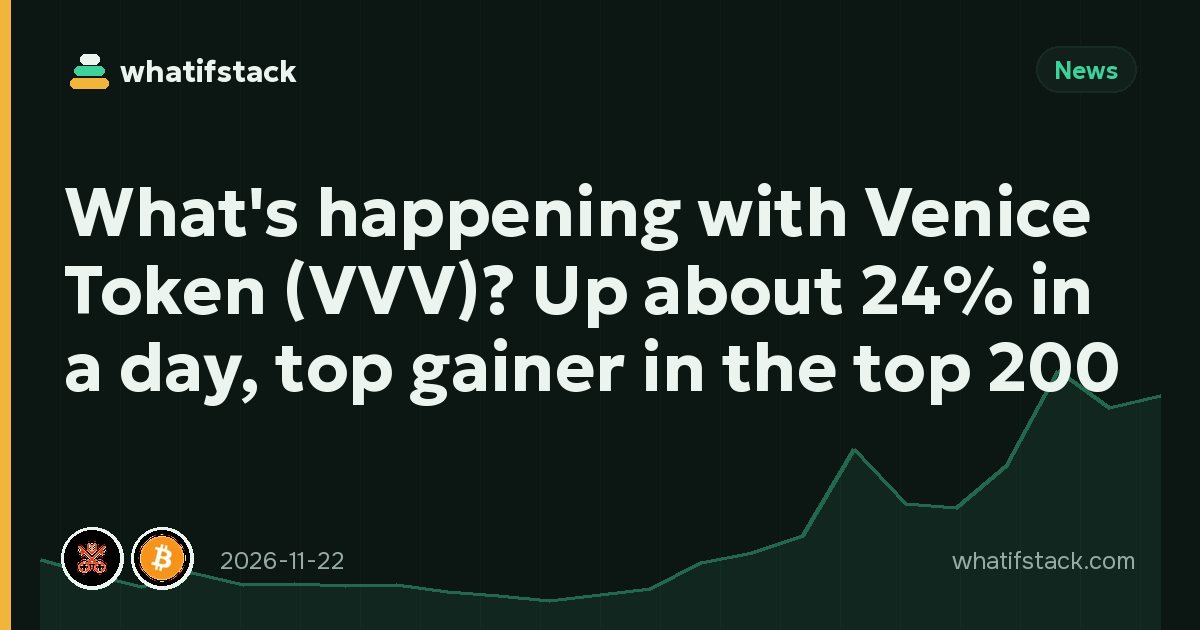 whatifstack
News
What's happening with Venice
Token (VVV)? Up about 24% in
a day, top gainer in the top 200
2026-11-22
whatifstack.com